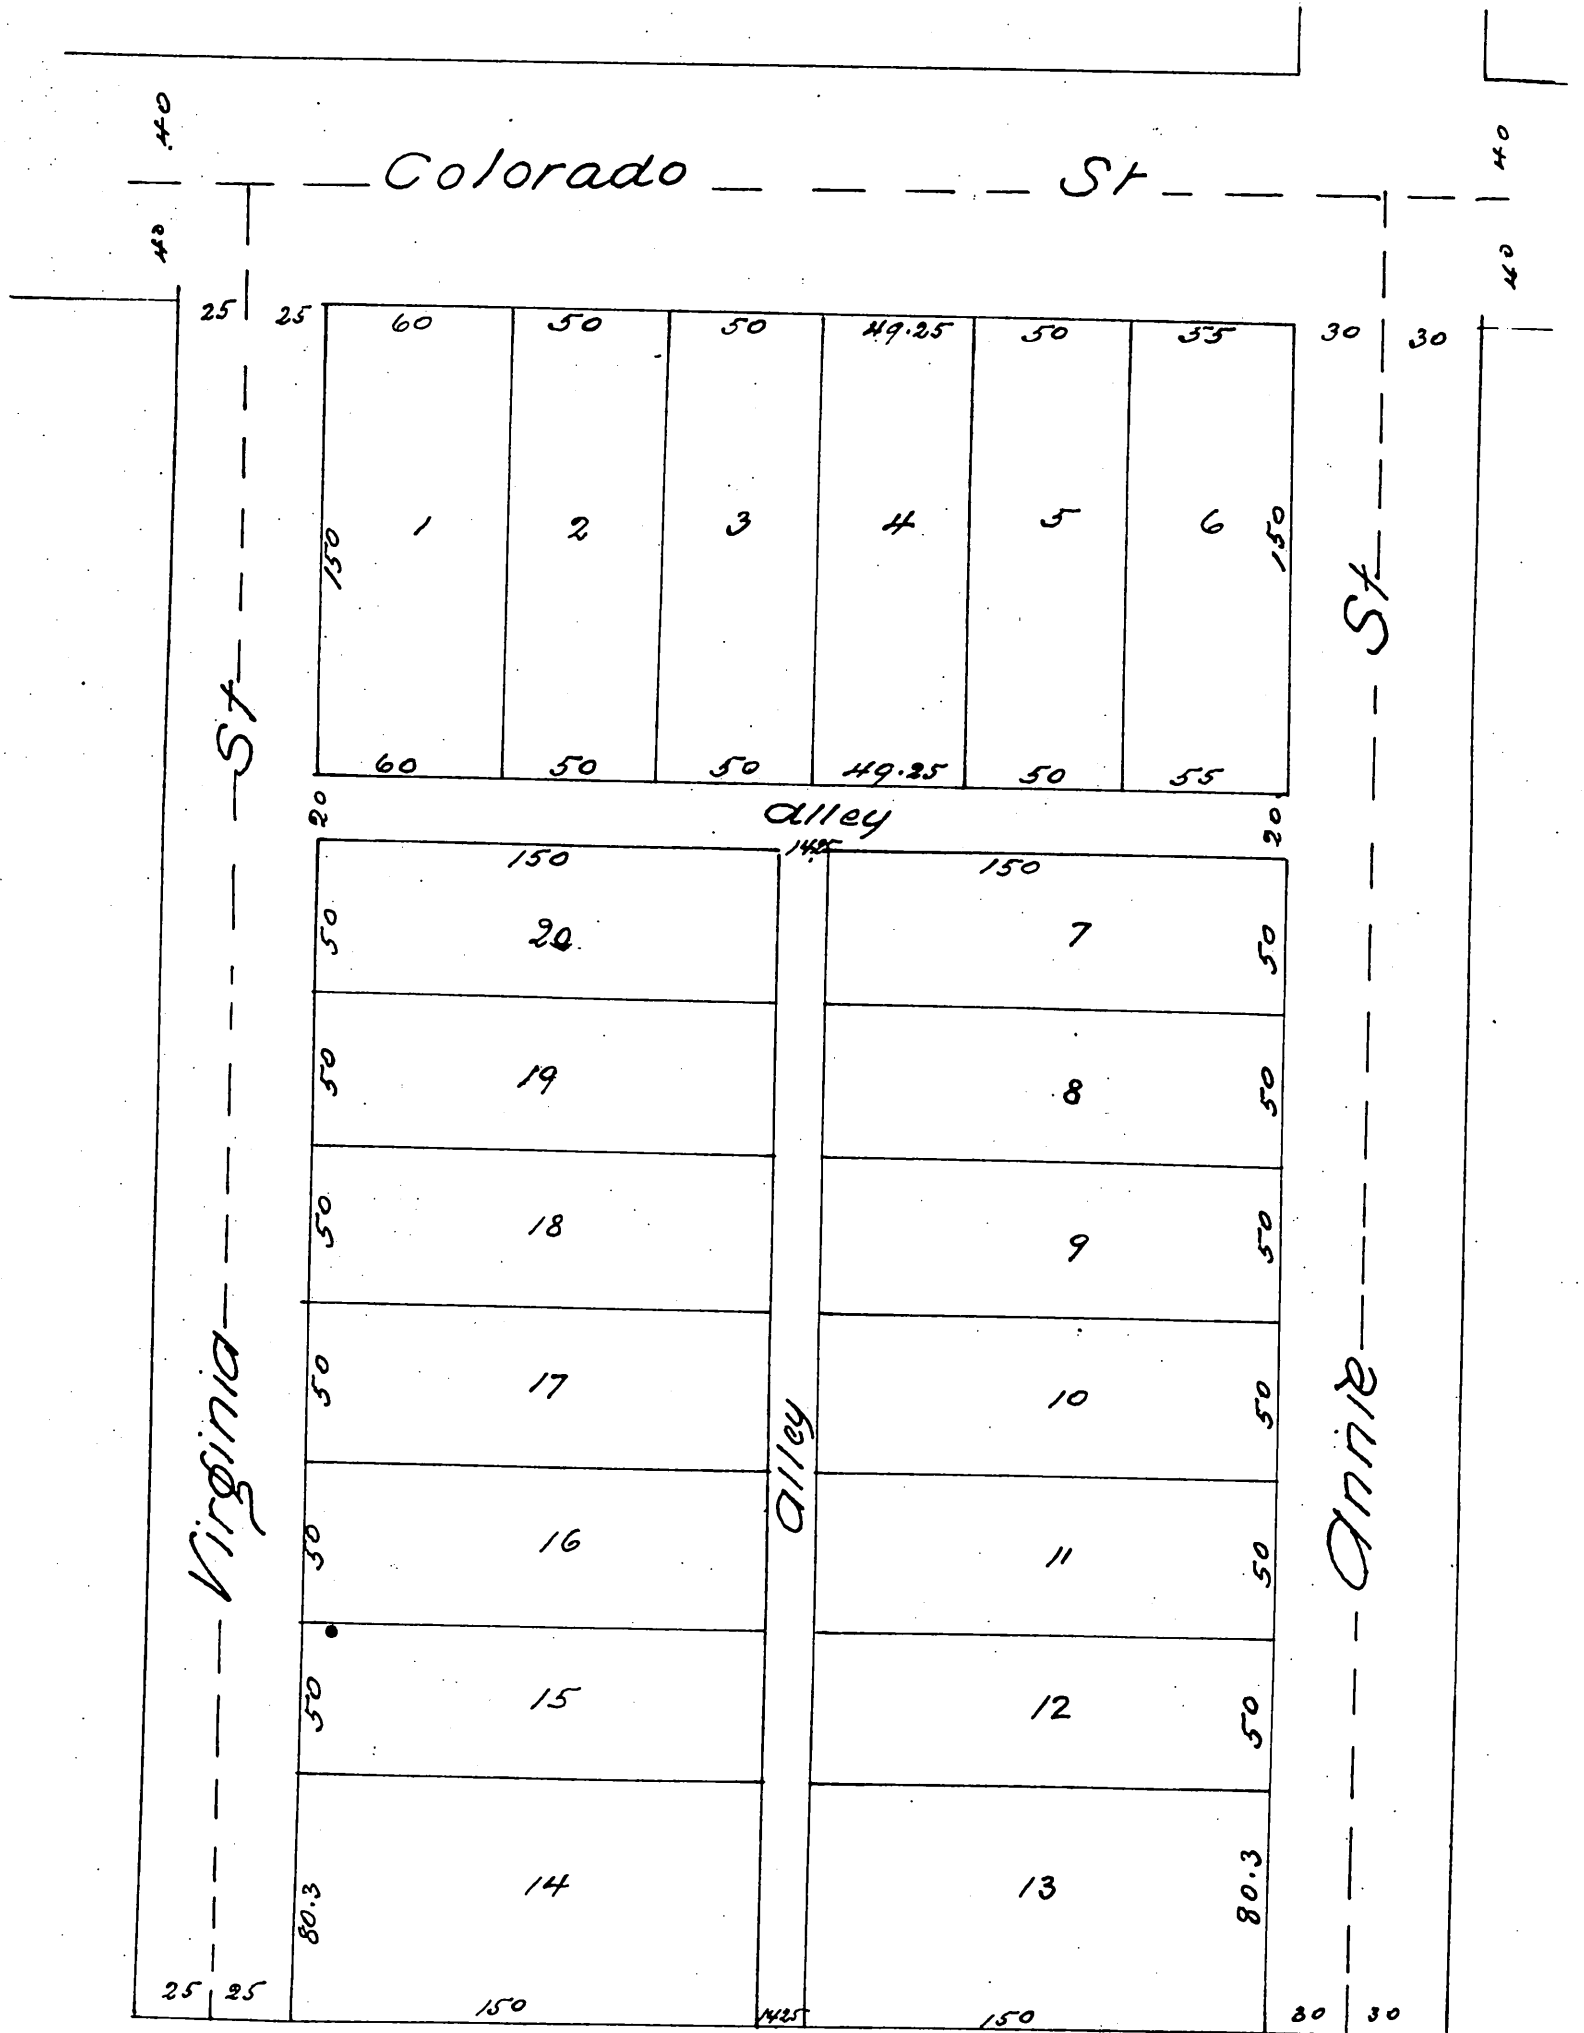 40
40
Colorado St
40
40
25 25 60 50 50 49.25 50 55 30 30
150 1 2 3 4 5 6 150
60 50 50 49.25 50 55
20 alley 20
150 14.25 150
50 20 7 50
50 19 8 50
50 18 9 50
50 17 10 50
50 16 11 50
50 15 12 50
80.3 14 13 80.3
25 25 150 1425 150 30 30
Virginia St
alley
Annie St